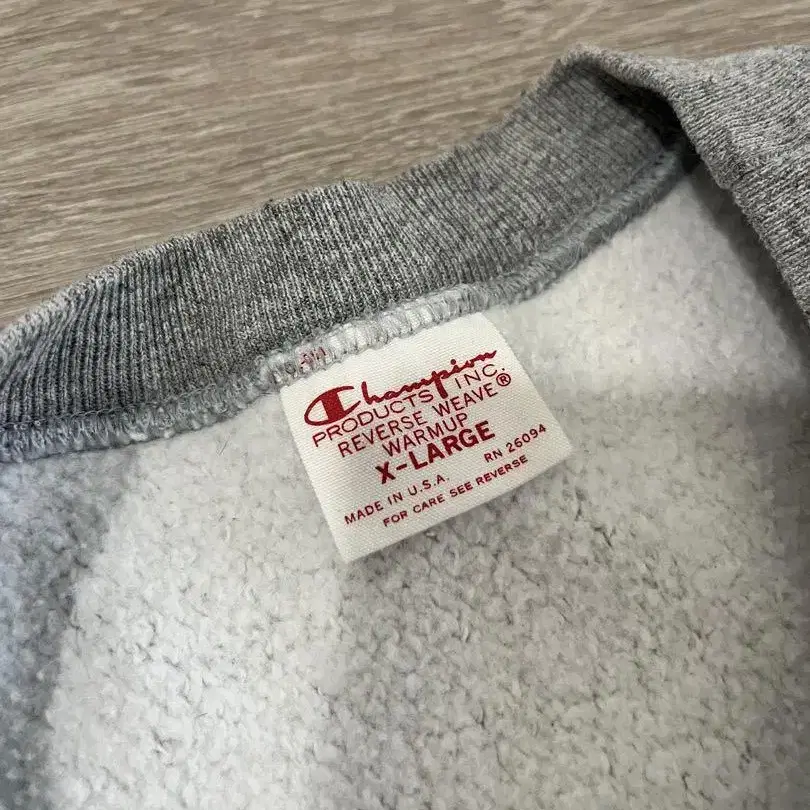 Champion
PRODUCTS INC.
REVERSE WEAVE®
WARMUP
X-LARGE
MADE IN U.S.A. RN 26094
FOR CARE SEE REVERSE